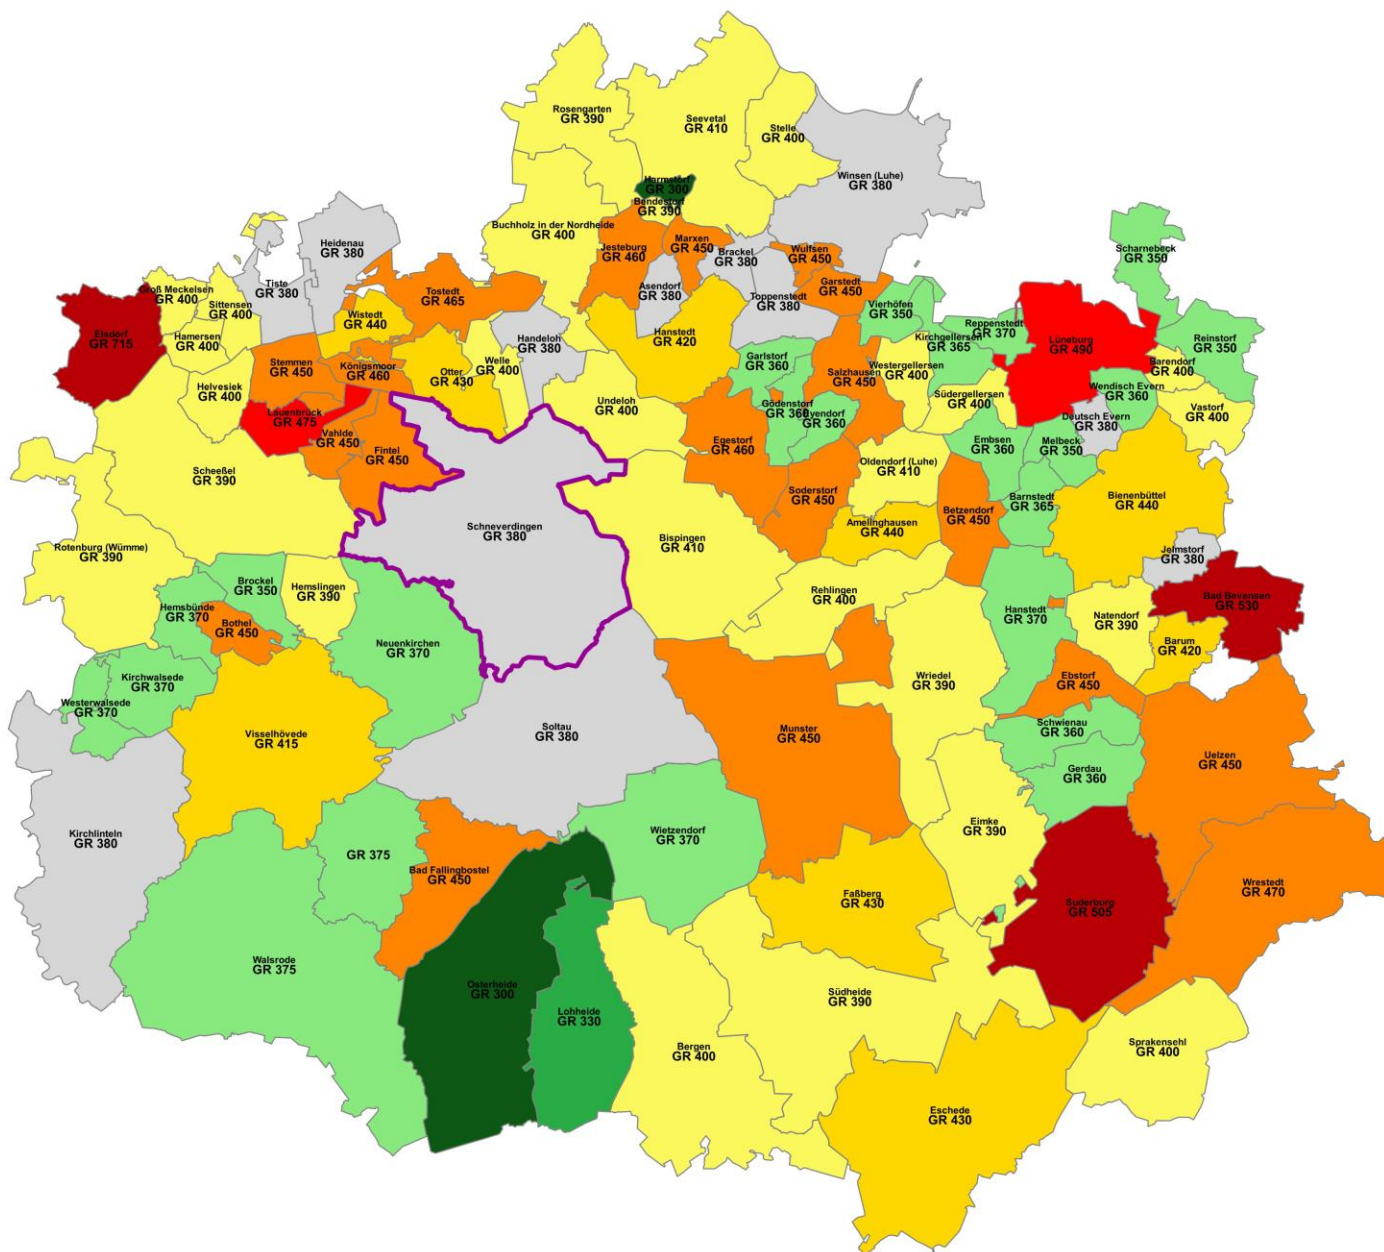 Rosengarten
GR 390
Seevetal
GR 410
Stelle
GR 400
Winsen (Luhe)
GR 380
Harmstorf
GR 300
Bendestorf
GR 390
Buchholz in der Nordheide
GR 400
Jesteburg
GR 460
Marxen
GR 450
Brackel
GR 380
Wulfsen
GR 450
Garstedt
GR 450
Asendorf
GR 380
Toppenstedt
GR 380
Heidenau
GR 380
Tiste
GR 380
Groß Meckelsen
GR 400
Sittensen
GR 400
Tostedt
GR 465
Wistedt
GR 440
Elsdorf
GR 715
Hamersen
GR 400
Handeloh
GR 380
Hanstedt
GR 420
Vierhöfen
GR 350
Reppenstedt
GR 370
Kirchgellersen
GR 365
Lüneburg
GR 490
Scharnebeck
GR 350
Reinstorf
GR 350
Barendorf
GR 400
Wendisch Evern
GR 360
Vastorf
GR 400
Deutsch Evern
GR 380
Stemmen
GR 450
Königsmoor
GR 460
Otter
GR 430
Welle
GR 400
Garlstorf
GR 360
Salzhausen
GR 450
Westergellersen
GR 400
Südergellersen
GR 400
Helvesiek
GR 400
Lauenbrück
GR 475
Vahlde
GR 450
Fintel
GR 450
Undeloh
GR 400
Egestorf
GR 460
Gödenstorf
GR 360
Eyendorf
GR 360
Embsen
GR 360
Melbeck
GR 350
Scheeßel
GR 390
Oldendorf (Luhe)
GR 410
Soderstorf
GR 450
Betzendorf
GR 450
Barnstedt
GR 365
Bienenbüttel
GR 440
Schneverdingen
GR 380
Bispingen
GR 410
Amelinghausen
GR 440
Rotenburg (Wümme)
GR 390
Jelmstorf
GR 380
Brockel
GR 350
Hemslingen
GR 390
Rehlingen
GR 400
Bad Bevensen
GR 530
Hemsbünde
GR 370
Bothel
GR 450
Hanstedt
GR 370
Natendorf
GR 390
Barum
GR 420
Neuenkirchen
GR 370
Kirchwalsede
GR 370
Wriedel
GR 390
Ebstorf
GR 450
Westerwalsede
GR 370
Visselhövede
GR 415
Soltau
GR 380
Munster
GR 450
Schwienau
GR 360
Uelzen
GR 450
Gerdau
GR 360
Kirchlinteln
GR 380
GR 375
Bad Fallingbostel
GR 450
Wietzendorf
GR 370
Eimke
GR 390
Faßberg
GR 430
Suderburg
GR 505
Wrestedt
GR 470
Walsrode
GR 375
Osterheide
GR 300
Lohheide
GR 330
Südheide
GR 390
Bergen
GR 400
Sprakensehl
GR 400
Eschede
GR 430